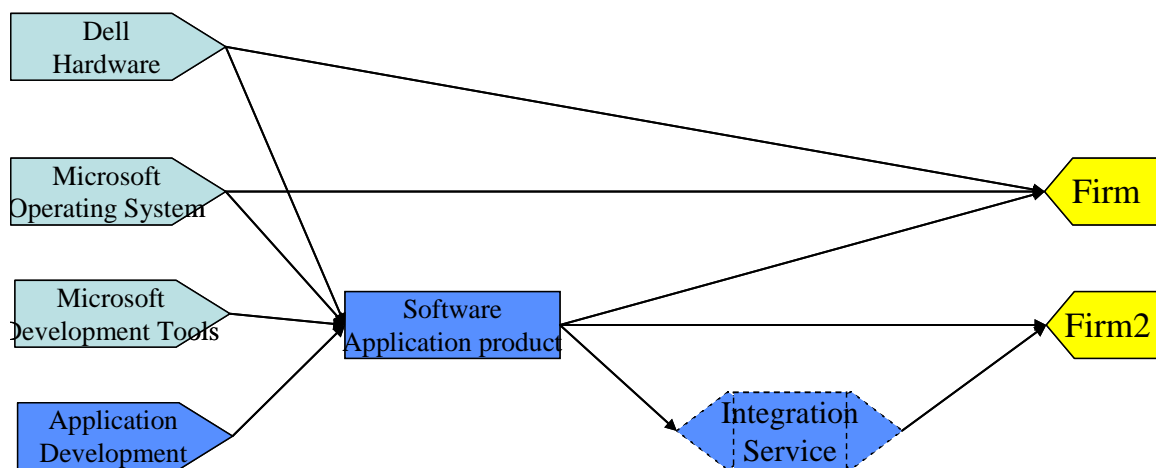 Dell
Hardware
Microsoft
Operating System
Firm
Microsoft
Development Tools
Software
Application product
Firm2
Application
Development
Integration
Service